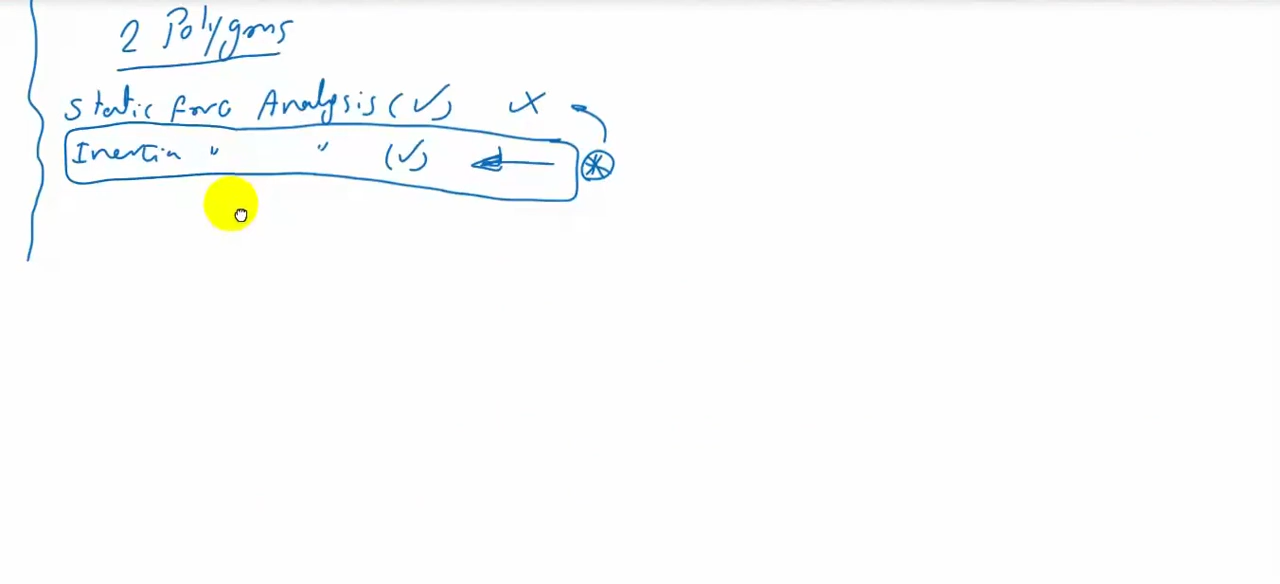 2 Polygons
Static force Analysis (✓) ✓ x
Inertia " " (✓)